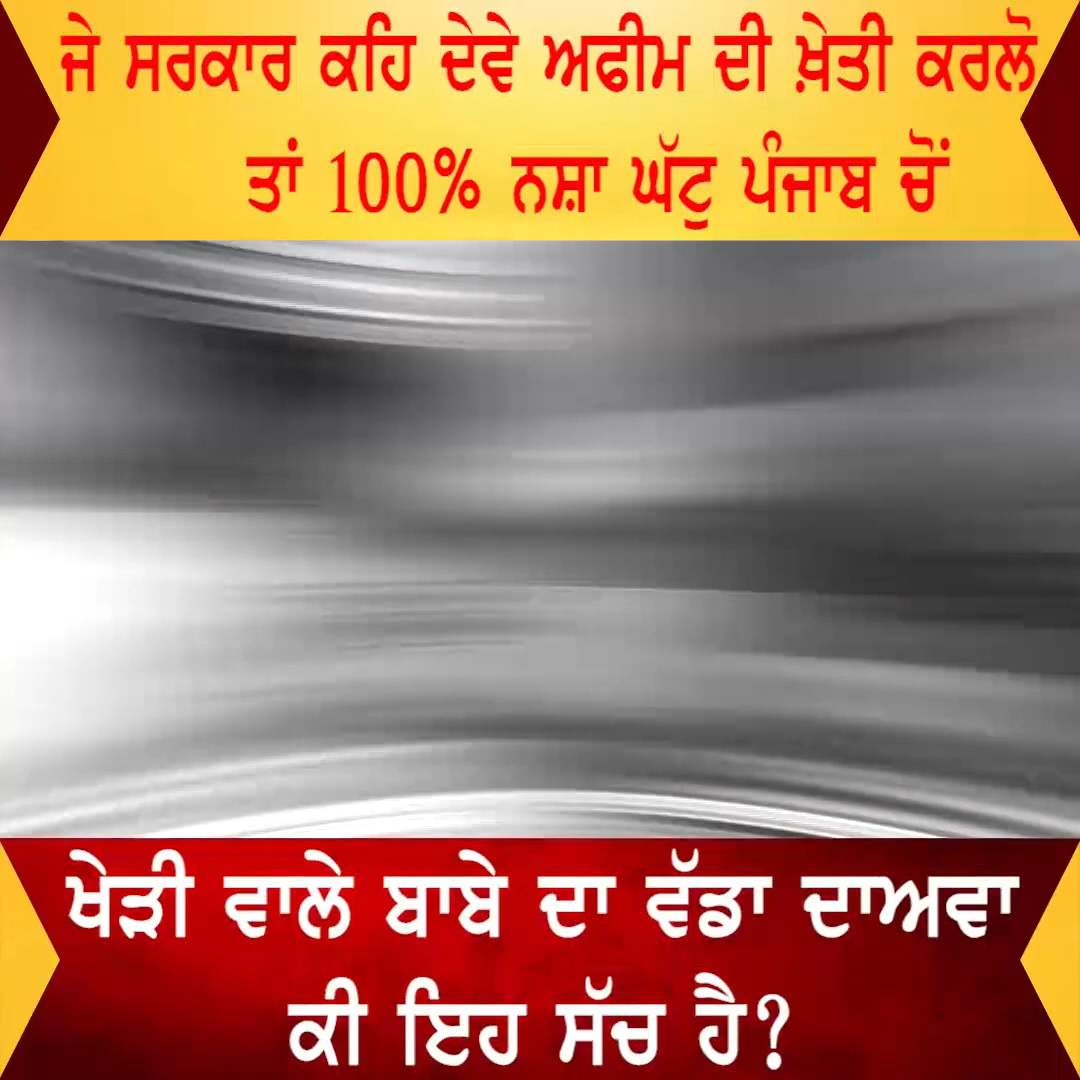 ਜੇ ਸਰਕਾਰ ਕਹਿ ਦੇਵੇ ਅਫੀਮ ਦੀ ਖ਼ੇਤੀ ਕਰਲੋ
ਤਾਂ 100% ਨਸ਼ਾ ਘੱਟੂ ਪੰਜਾਬ ਚੋਂ
ਖੇੜੀ ਵਾਲੇ ਬਾਬੇ ਦਾ ਵੱਡਾ ਦਾਅਵਾ
ਕੀ ਇਹ ਸੱਚ ਹੈ?